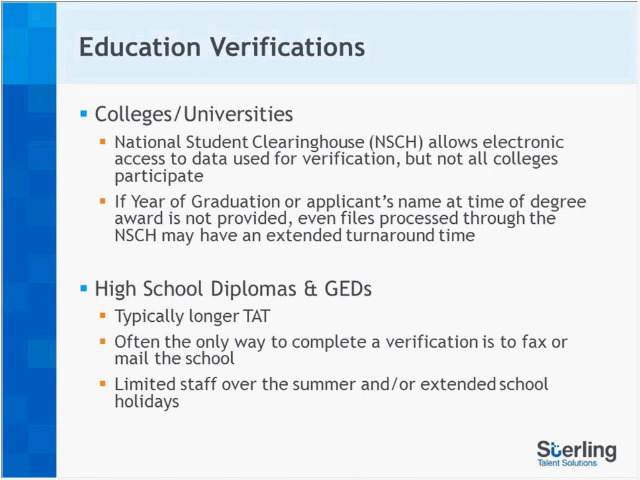 Education Verifications
Colleges/Universities
National Student Clearinghouse (NSCH) allows electronic
access to data used for verification, but not all colleges
participate
If Year of Graduation or applicant's name at time of degree
award is not provided, even files processed through the
NSCH may have an extended turnaround time
High School Diplomas & GEDs
Typically longer TAT
Often the only way to complete a verification is to fax or
mail the school
Limited staff over the summer and/or extended school
holidays
Sterling
Talent Solutions